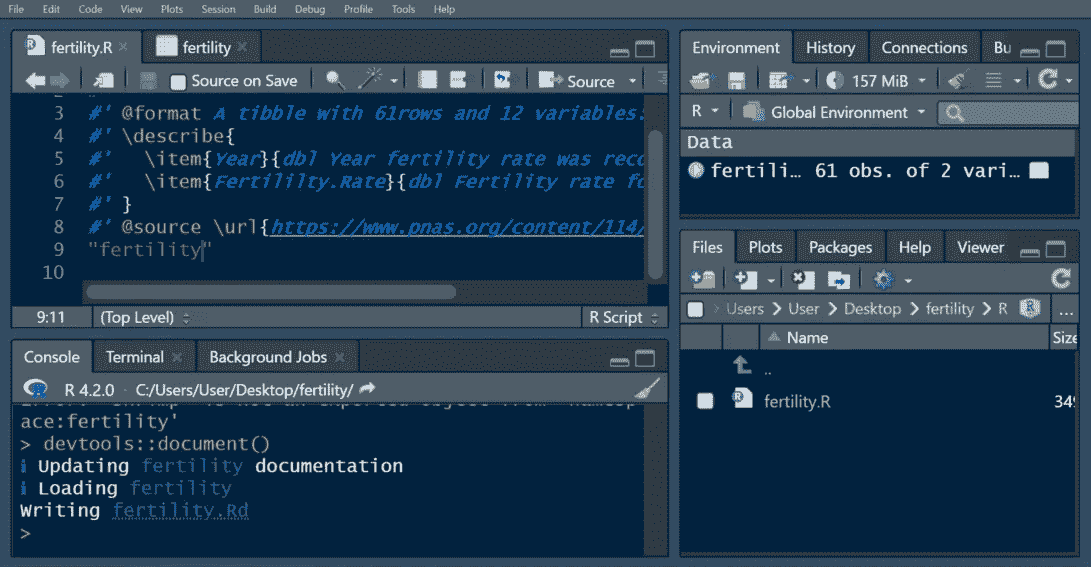 File Edit Code View Plots Session Build Debug Profile Tools Help
fertility.R fertility
Source on Save Source
3 #' @format A tibble with 61rows and 12 variables:
4 #' \describe{
5 #' \item{Year}{dbl Year fertility rate was reco
6 #' \item{Fertililty.Rate}{dbl Fertility rate fo
7 #' }
8 #' @source \url{https://www.pnas.org/content/114/
9 "fertility"
10
9:11 (Top Level) R Script
Console Terminal Background Jobs
R 4.2.0 · C:/Users/User/Desktop/fertility/
ace:fertility'
> devtools::document()
i Updating fertility documentation
i Loading fertility
Writing fertility.Rd
>
Environment History Connections Bu
157 MiB
R Global Environment
Data
fertili… 61 obs. of 2 vari…
Files Plots Packages Help Viewer
Users > User > Desktop > fertility > R ...
Name Size
..
fertility.R 349